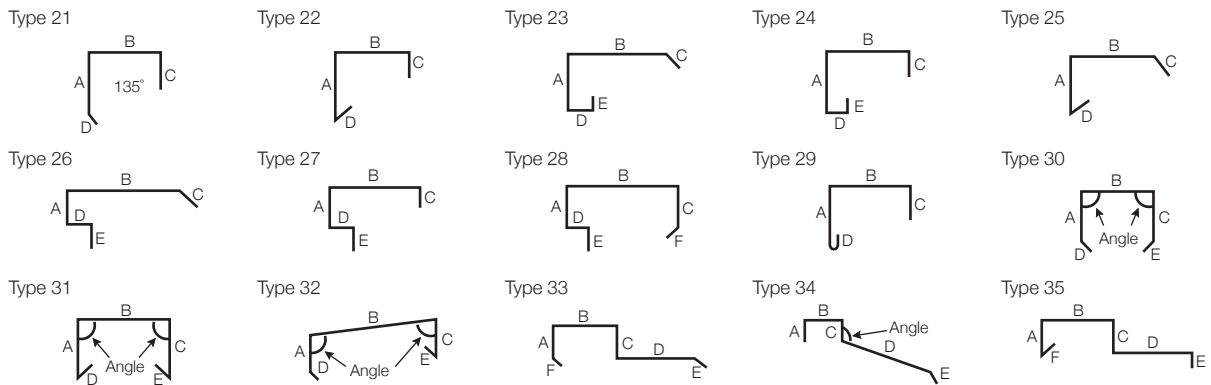 Type 21
B
A
C
135°
D
Type 22
B
A
C
D
Type 23
B
C
A
E
D
Type 24
B
C
A
E
D
Type 25
B
C
A
D
Type 26
B
C
A
D
E
Type 27
B
C
A
D
E
Type 28
B
A
C
D
E
F
Type 29
B
A
C
D
Type 30
B
A
C
Angle
D
E
Type 31
B
A
C
Angle
D
E
Type 32
B
A
C
D
E
Angle
Type 33
B
A
C
D
F
E
Type 34
B
A
C
Angle
D
E
Type 35
B
A
C
F
D
E